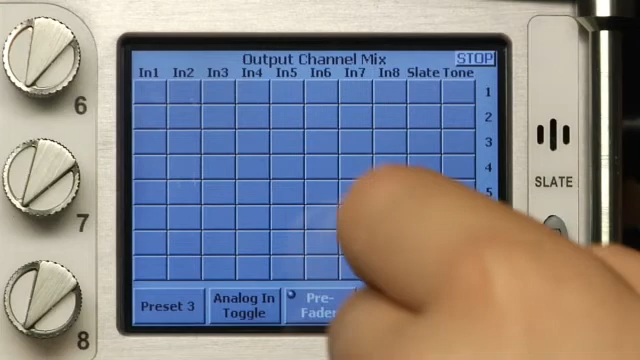 Output Channel Mix STOP
In1 In2 In3 In4 In5 In6 In7 In8 Slate Tone
1
2
3
4
5
6
7
8
SLATE
Preset 3
Analog In
Toggle
Pre-
Fader